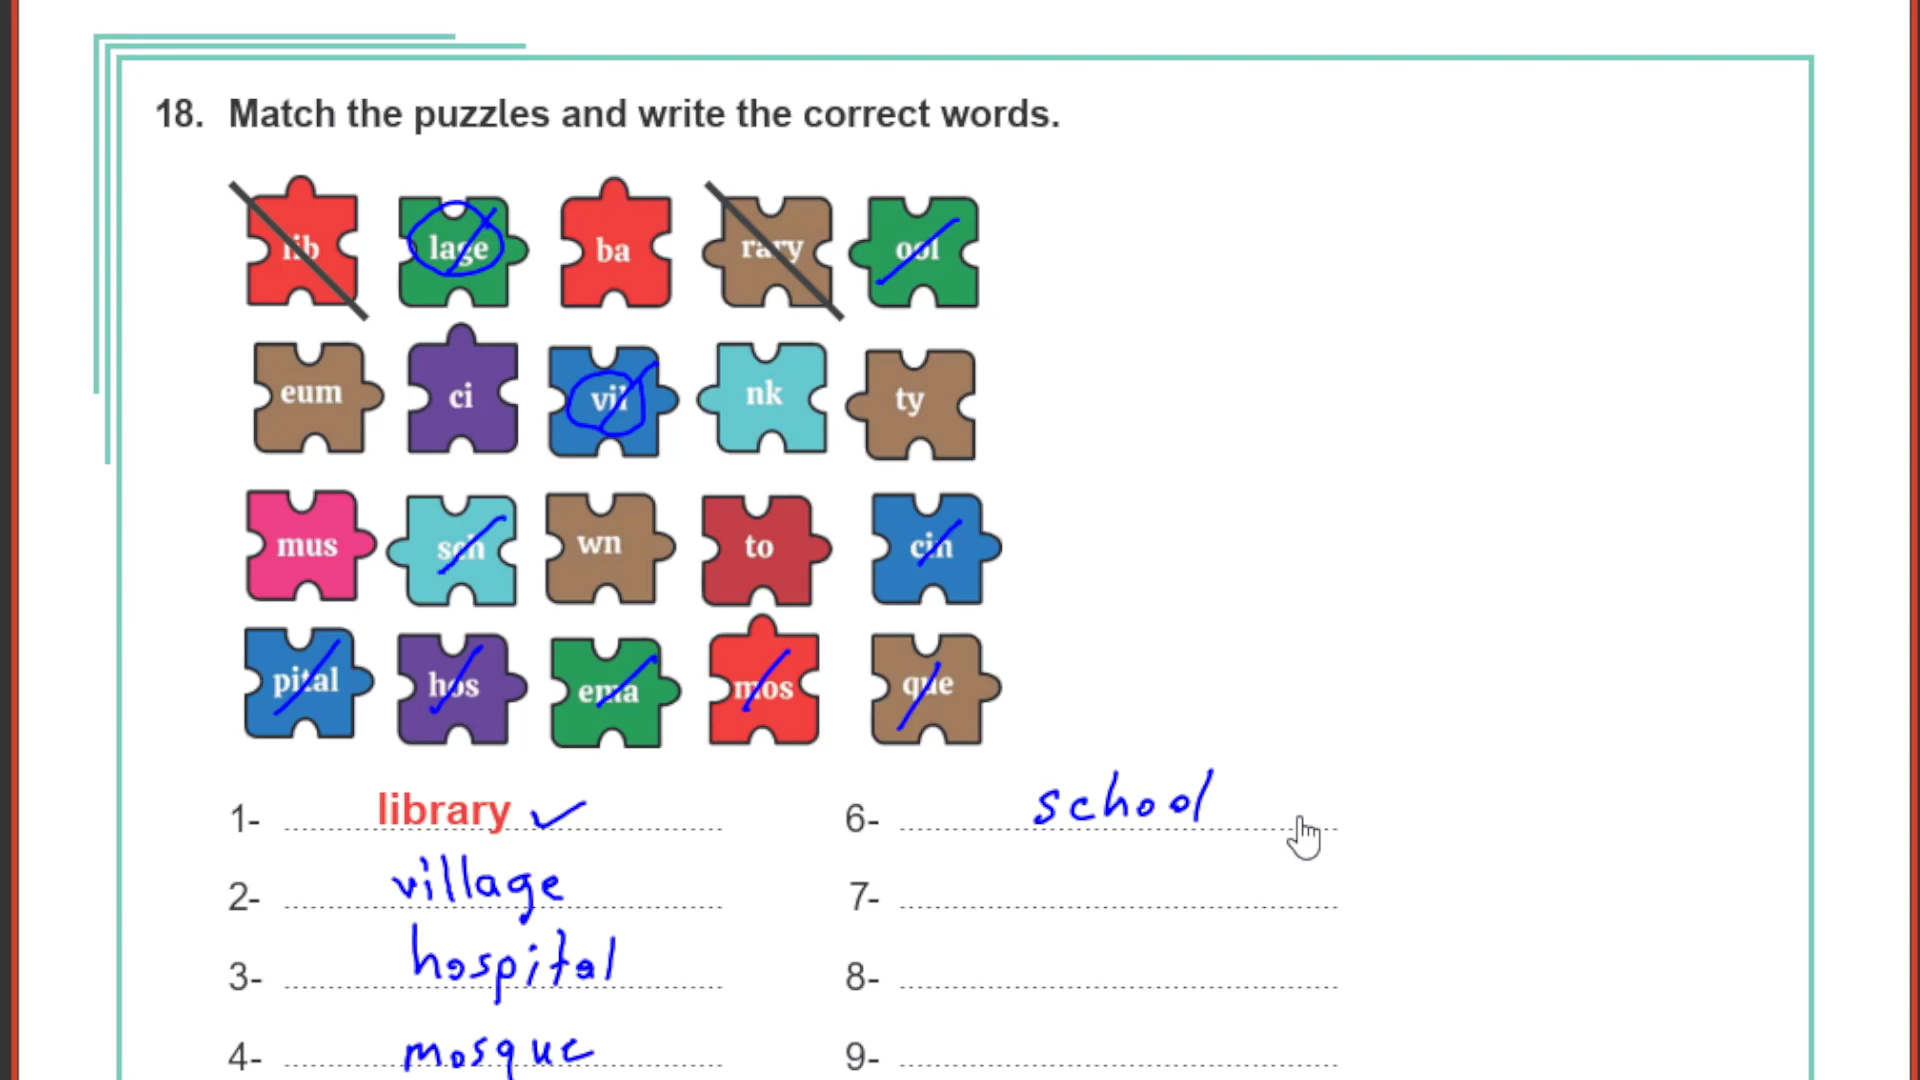 18. Match the puzzles and write the correct words.
lib lage ba rary ool
eum ci vil nk ty
mus sch wn to cin
pital hos ema mos que
1- library 6- school
2- village 7-
3- hospital 8-
4- mosque 9-